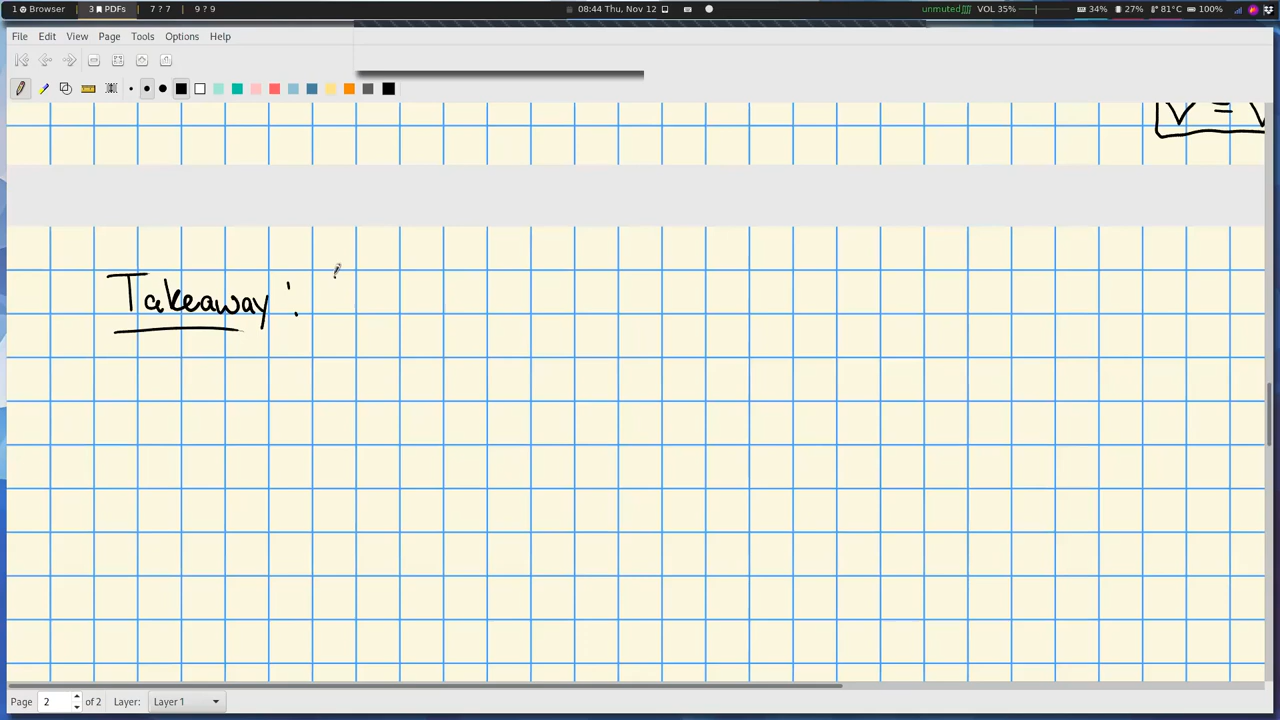 1 Browser 3 PDFs 7 ? 7 9 ? 9 08:44 Thu, Nov 12 unmuted VOL 35% 34% 27% 81°C 100%
File Edit View Page Tools Options Help
V =
Takeaway :
Page 2 of 2 Layer: Layer 1